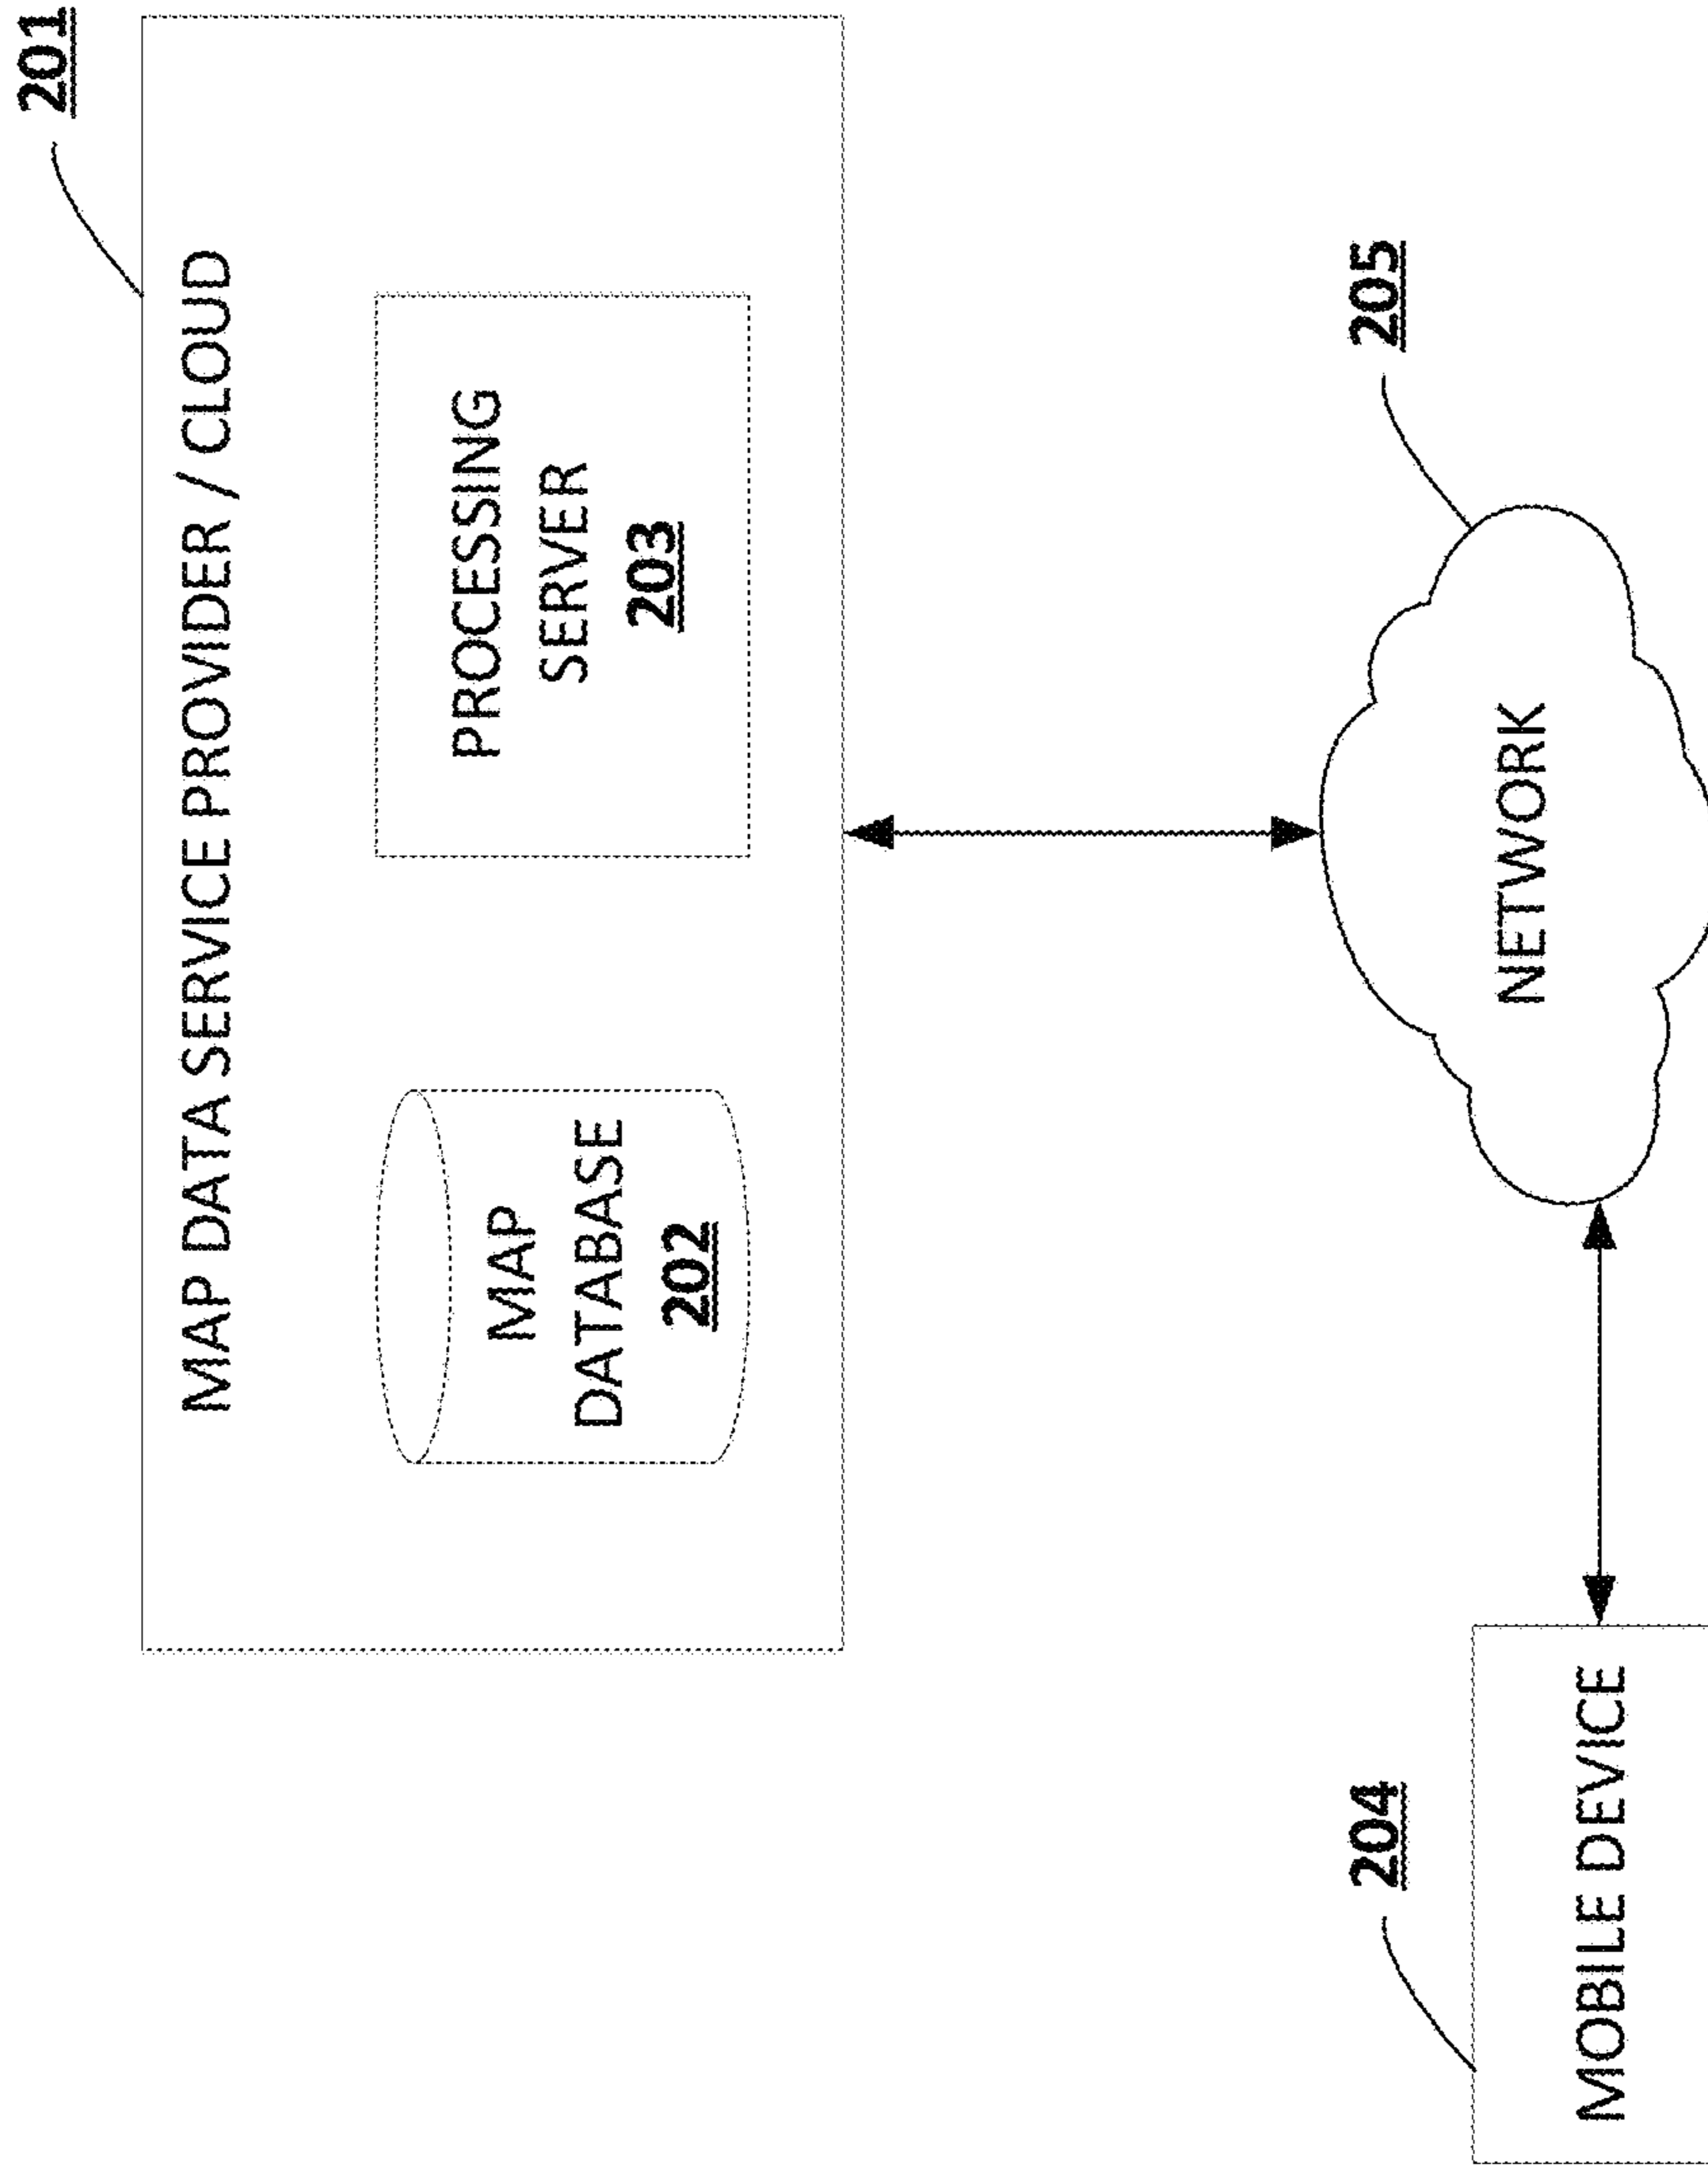 201
MAP DATA SERVICE PROVIDER / CLOUD
MAP
DATABASE
202
PROCESSING
SERVER
203
204
MOBILE DEVICE
205
NETWORK